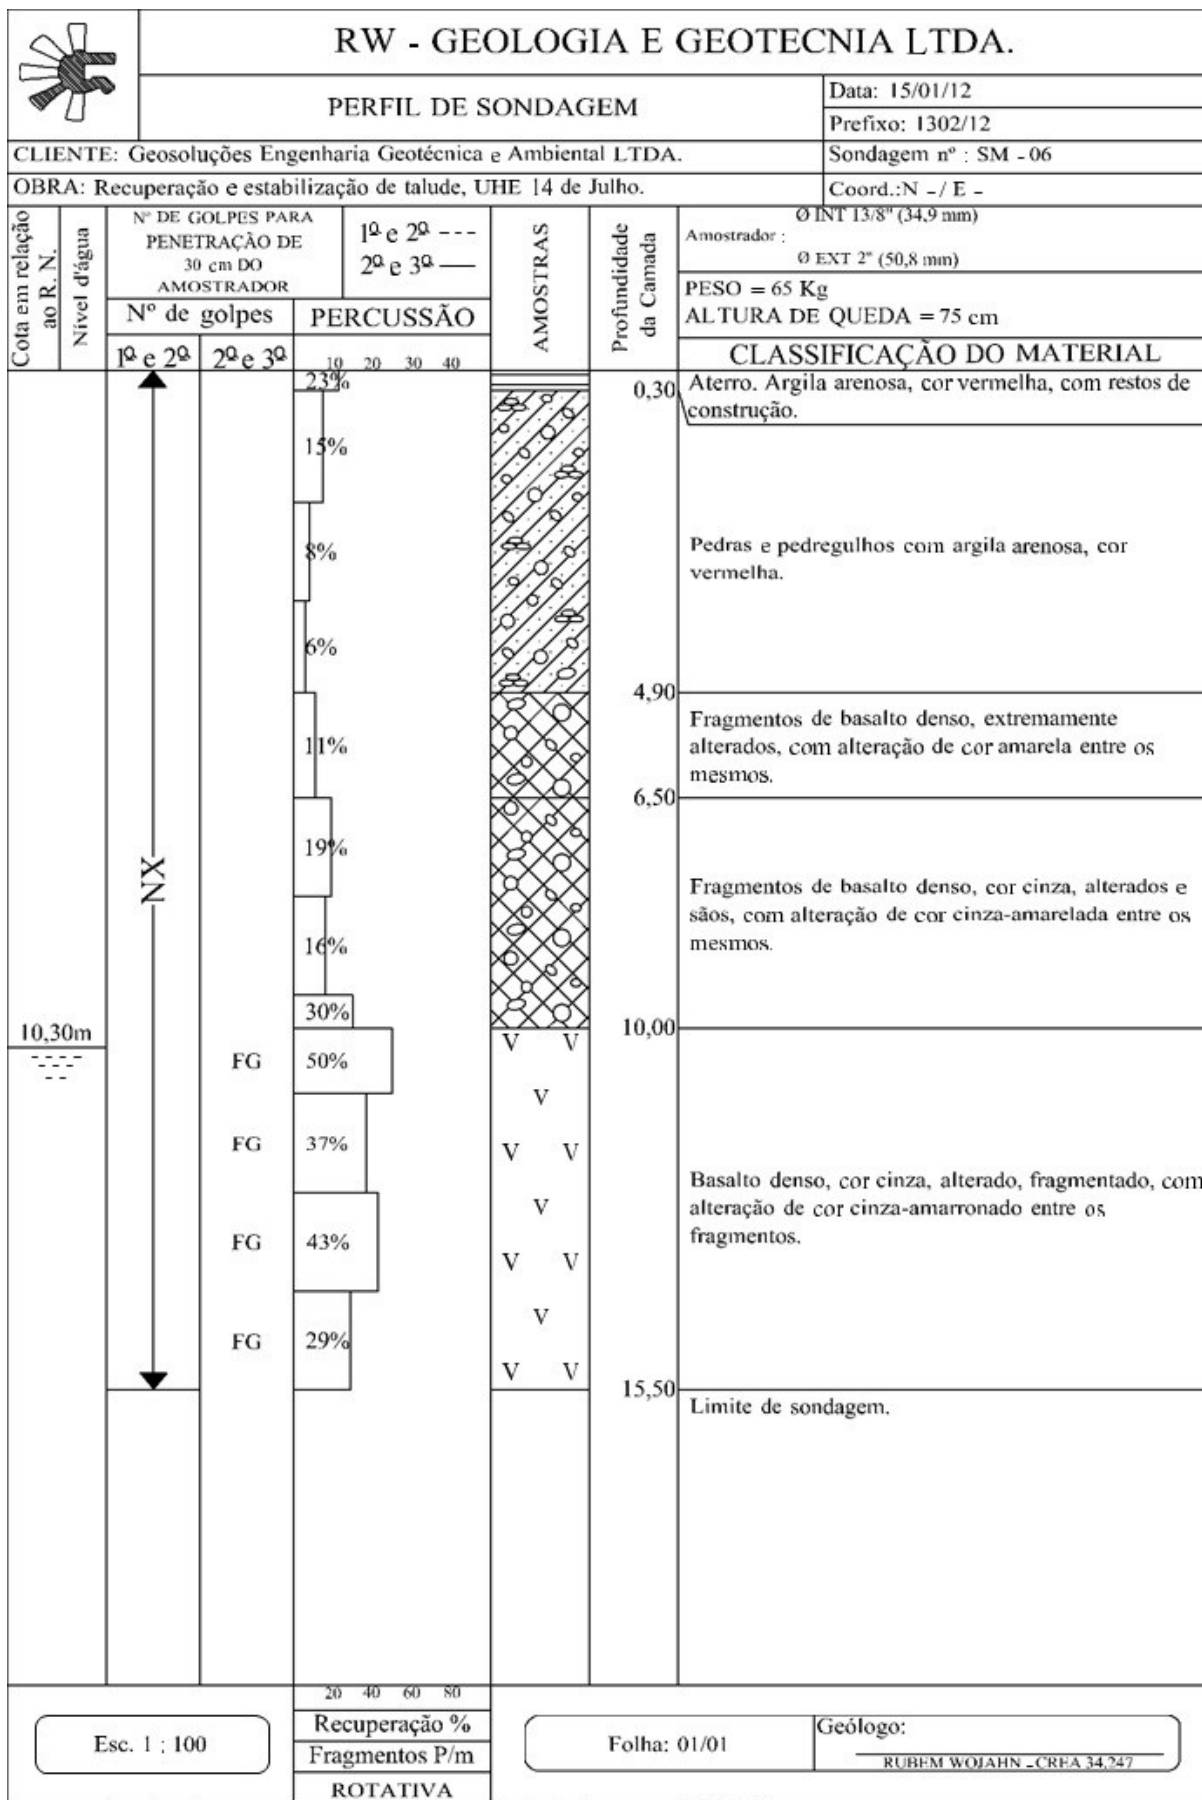 RW - GEOLOGIA E GEOTECNIA LTDA.
PERFIL DE SONDAGEM
Data: 15/01/12
Prefixo: 1302/12
CLIENTE: Geosoluções Engenharia Geotécnica e Ambiental LTDA.
Sondagem nº : SM - 06
OBRA: Recuperação e estabilização de talude, UHE 14 de Julho.
Coord.:N - / E -
Cota em relação
ao R. N.
Nível d'água
Nº DE GOLPES PARA
PENETRAÇÃO DE
30 cm DO
AMOSTRADOR
1º e 2º ---
2º e 3º —
Nº de golpes
PERCUSSÃO
1º e 2º
2º e 3º
10 20 30 40
AMOSTRAS
Profundidade
da Camada
Ø INT 13/8" (34,9 mm)
Amostrador :
Ø EXT 2" (50,8 mm)
PESO = 65 Kg
ALTURA DE QUEDA = 75 cm
CLASSIFICAÇÃO DO MATERIAL
23%
0,30
Aterro. Argila arenosa, cor vermelha, com restos de
construção.
15%
8%
Pedras e pedregulhos com argila arenosa, cor
vermelha.
6%
4,90
11%
Fragmentos de basalto denso, extremamente
alterados, com alteração de cor amarela entre os
mesmos.
6,50
19%
NX
Fragmentos de basalto denso, cor cinza, alterados e
sãos, com alteração de cor cinza-amarelada entre os
mesmos.
16%
30%
10,00
10,30m
V V
FG 50%
V
FG 37%
V V
Basalto denso, cor cinza, alterado, fragmentado, com
alteração de cor cinza-amarronado entre os
fragmentos.
V
FG 43%
V V
V
FG 29%
V V
15,50
Limite de sondagem.
20 40 60 80
Recuperação %
Fragmentos P/m
ROTATIVA
Esc. 1 : 100
Folha: 01/01
Geólogo:
RUBEM WOJAHN - CREA 34.247